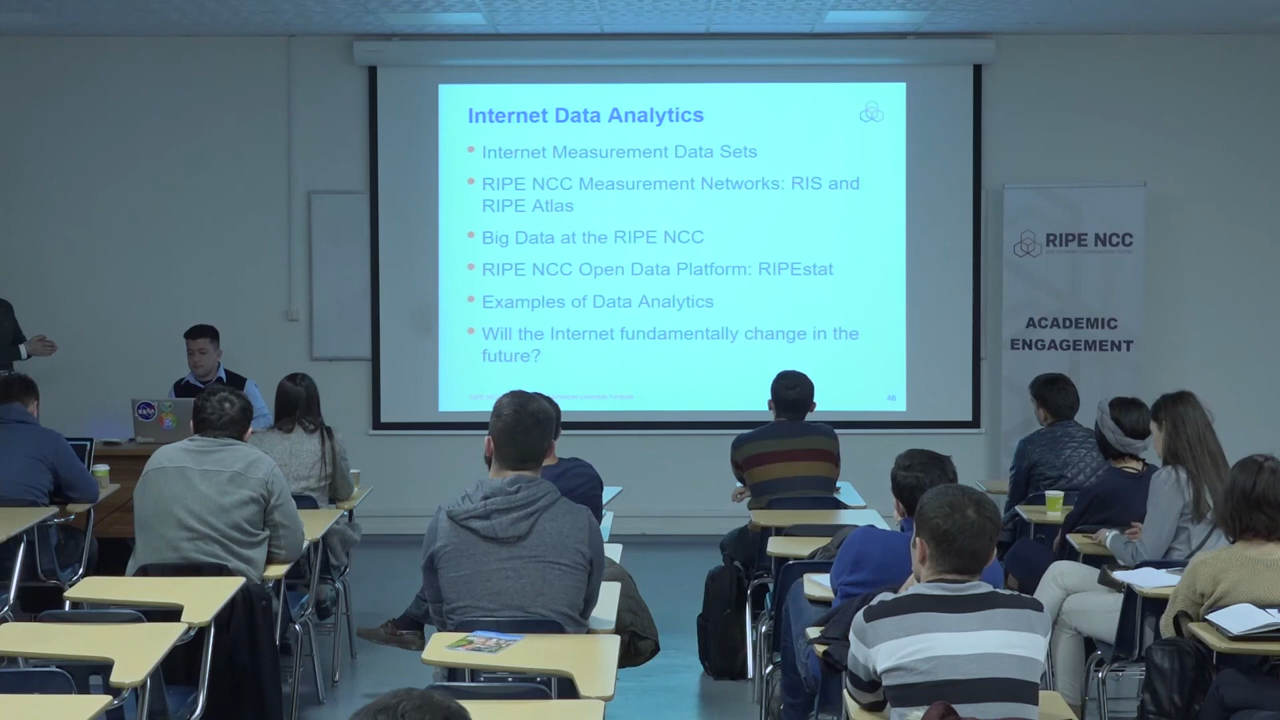 Internet Data Analytics
Internet Measurement Data Sets
RIPE NCC Measurement Networks: RIS and
RIPE Atlas
Big Data at the RIPE NCC
RIPE NCC Open Data Platform: RIPEstat
Examples of Data Analytics
Will the Internet fundamentally change in the
future?
46
RIPE NCC
ACADEMIC
ENGAGEMENT
NASA